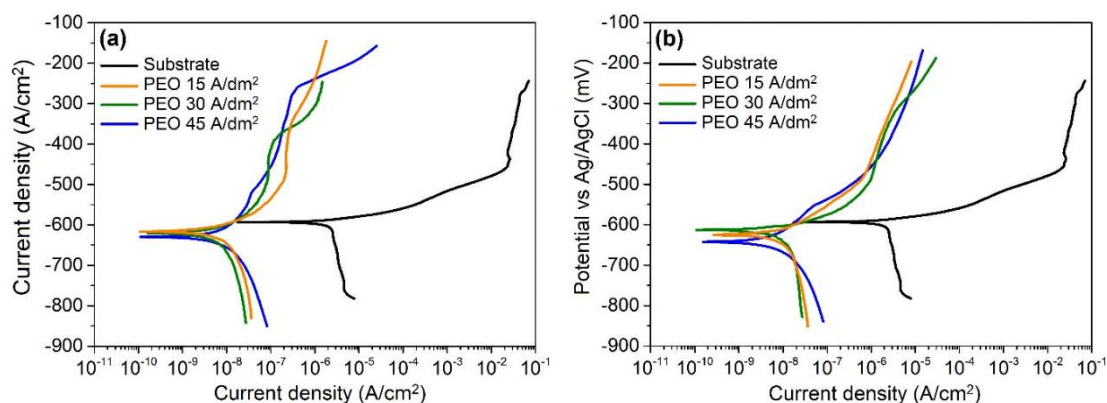 (a)
Substrate
PEO 15 A/dm²
PEO 30 A/dm²
PEO 45 A/dm²
Current density (A/cm²)
-100
-200
-300
-400
-500
-600
-700
-800
-900
10⁻¹¹ 10⁻¹⁰ 10⁻⁹ 10⁻⁸ 10⁻⁷ 10⁻⁶ 10⁻⁵ 10⁻⁴ 10⁻³ 10⁻² 10⁻¹
Current density (A/cm²)
(b)
Substrate
PEO 15 A/dm²
PEO 30 A/dm²
PEO 45 A/dm²
Potential vs Ag/AgCl (mV)
-100
-200
-300
-400
-500
-600
-700
-800
-900
10⁻¹¹ 10⁻¹⁰ 10⁻⁹ 10⁻⁸ 10⁻⁷ 10⁻⁶ 10⁻⁵ 10⁻⁴ 10⁻³ 10⁻² 10⁻¹
Current density (A/cm²)